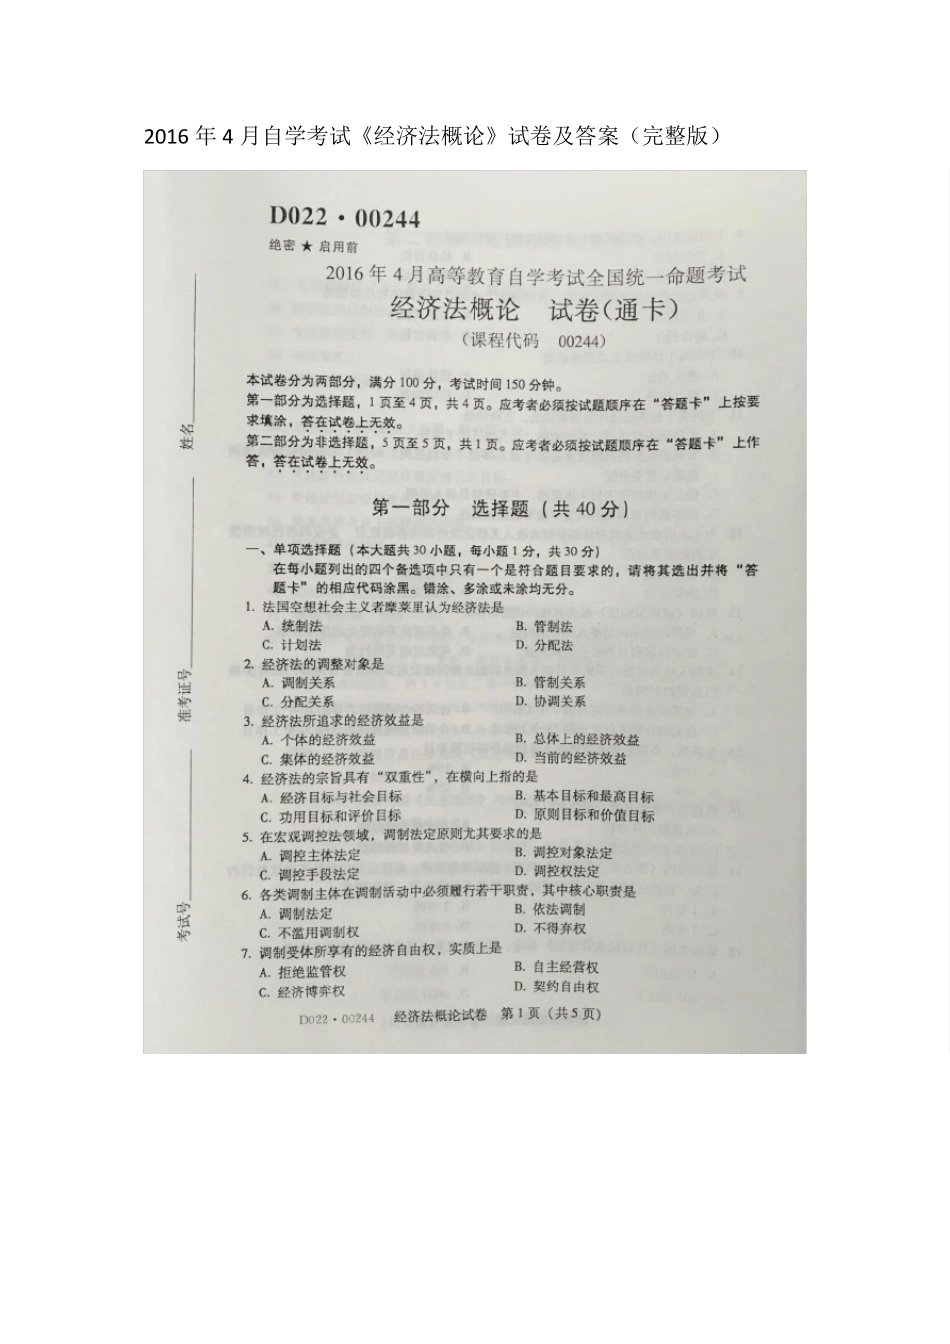 2016 年 4 月自学考试《经济法概论》试卷及答案（完整版）
D022·00244
绝密★启用前
2016 年 4 月高等教育自学考试全国统一命题考试
经济法概论 试卷(通卡)
(课程代码 00244)
本试卷分为两部分，满分 100 分，考试时间 150 分钟。
第一部分为选择题，1 页至 4 页，共 4 页。应考者必须按试题顺序在“答题卡”上按要
求填涂，答在试卷上无效。
第二部分为非选择题，5 页至 5 页，共 1 页。应考者必须按试题顺序在“答题卡”上作
答，答在试卷上无效。
第一部分 选择题 (共 40 分)
一、单项选择题 (本大题共 30 小题，每小题 1 分，共 30 分)
在每小题列出的四个备选项中只有一个是符合题目要求的，请将其选出并将“答
题卡”的相应代码涂黑。错涂、多涂或未涂均无分。
1. 法国空想社会主义者摩莱里认为经济法是
A. 统制法 B. 管制法
C. 计划法 D. 分配法
2. 经济法的调整对象是
A. 调制关系 B. 管制关系
C. 分配关系 D. 协调关系
3. 经济法所追求的经济效益是
A. 个体的经济效益 B. 总体上的经济效益
C. 集体的经济效益 D. 当前的经济效益
4. 经济法的宗旨具有“双重性”，在横向上指的是
A. 经济目标与社会目标 B. 基本目标和最高目标
C. 功用目标和评价目标 D. 原则目标和价值目标
5. 在宏观调控法领域，调制法定原则尤其要求的是
A. 调控主体法定 B. 调控对象法定
C. 调控手段法定 D. 调控权法定
6. 各类调制主体在调制活动中必须履行若干职责，其中核心职责是
A. 调制法定 B. 依法调制
C. 不滥用调制权 D. 不得弃权
7. 调制受体所享有的经济自由权，实质上是
A. 拒绝监管权 B. 自主经营权
C. 经济博弈权 D. 契约自由权
D022·00244 经济法概论试卷 第 1 页 (共 5 页)
姓名
准考证号
考试号